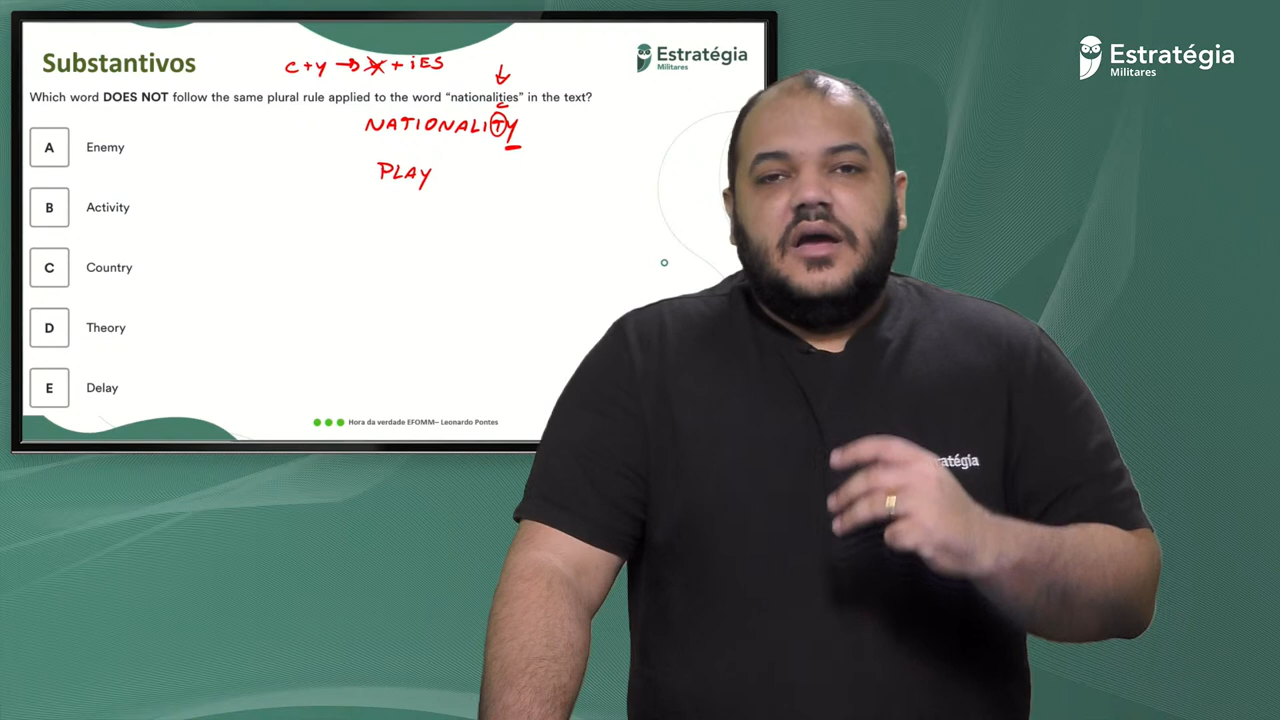 Substantivos
c+y → y + iES
Estratégia
Militares
Which word DOES NOT follow the same plural rule applied to the word “nationalities” in the text?
c
NATIONALITY
PLAY
A Enemy
B Activity
C Country
D Theory
E Delay
Hora da verdade EFOMM– Leonardo Pontes
Estratégia
Militares
ratégia